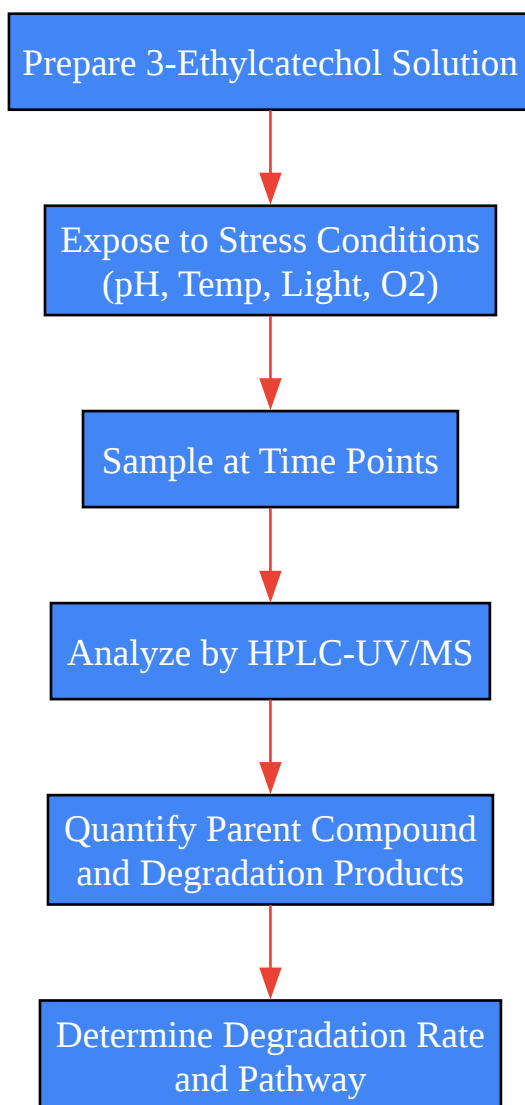 Prepare 3-Ethylcatechol Solution
Expose to Stress Conditions
(pH, Temp, Light, O2)
Sample at Time Points
Analyze by HPLC-UV/MS
Quantify Parent Compound
and Degradation Products
Determine Degradation Rate
and Pathway